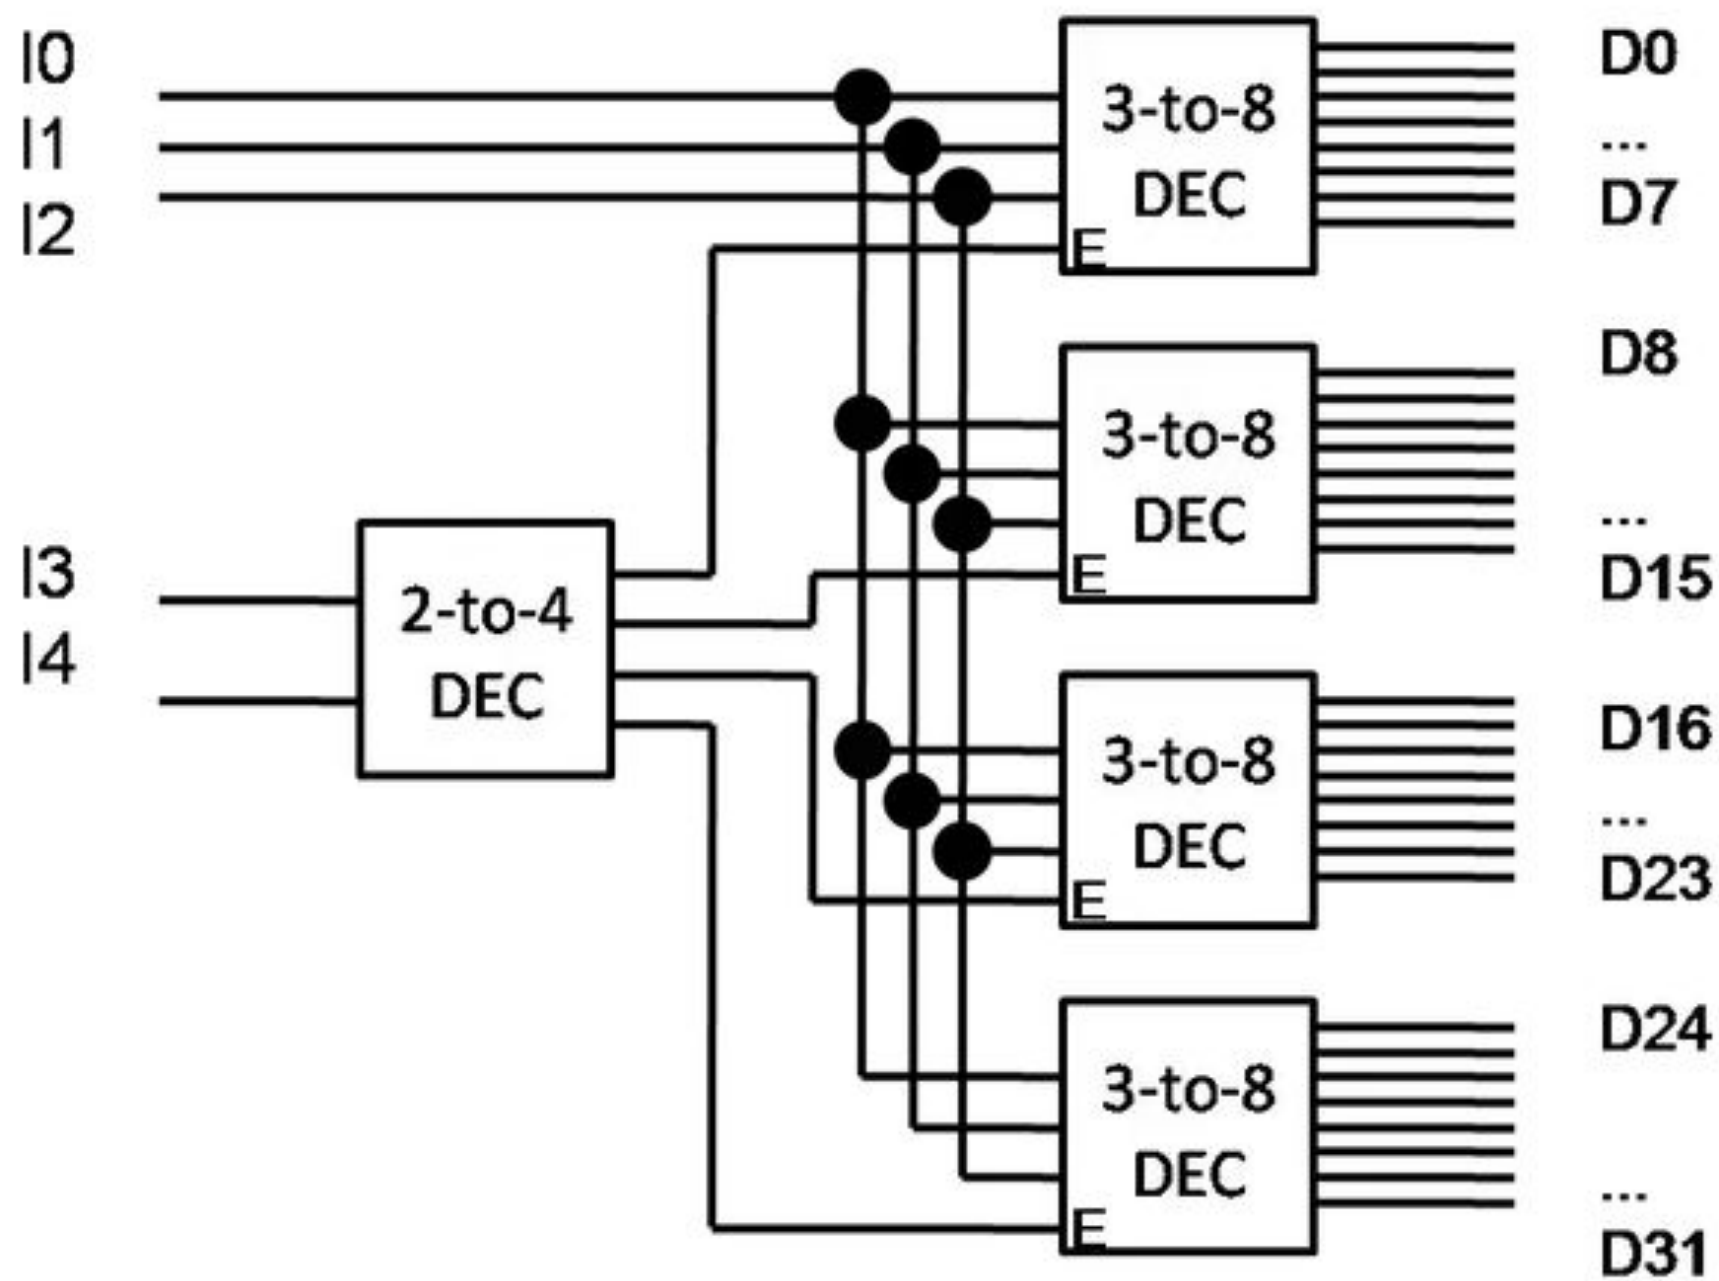 I0
I1
I2
3-to-8
DEC
E
D0
...
D7
3-to-8
DEC
E
D8
...
D15
I3
I4
2-to-4
DEC
3-to-8
DEC
E
D16
...
D23
3-to-8
DEC
E
D24
...
D31